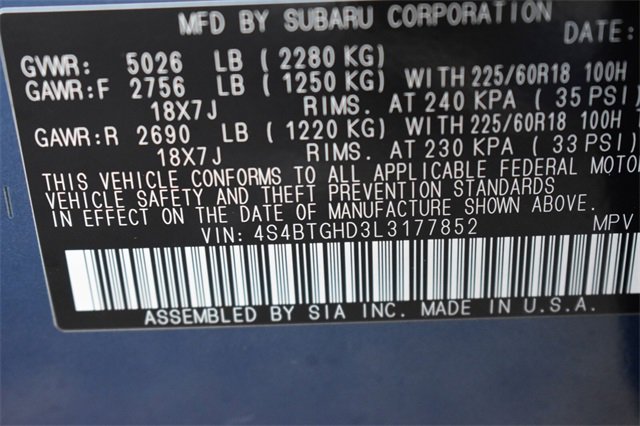 MFD BY SUBARU CORPORATION DATE:
GVWR: 5026 LB ( 2280 KG)
GAWR:F 2756 LB ( 1250 KG) WITH 225/60R18 100H
18X7J RIMS. AT 240 KPA ( 35 PSI)
GAWR:R 2690 LB ( 1220 KG) WITH 225/60R18 100H
18X7J RIMS. AT 230 KPA ( 33 PSI)
THIS VEHICLE CONFORMS TO ALL APPLICABLE FEDERAL MOTO
VEHICLE SAFETY AND THEFT PREVENTION STANDARDS
IN EFFECT ON THE DATE OF MANUFACTURE SHOWN ABOVE.
VIN: 4S4BTGHD3L3177852 MPV
ASSEMBLED BY SIA INC. MADE IN U.S.A.